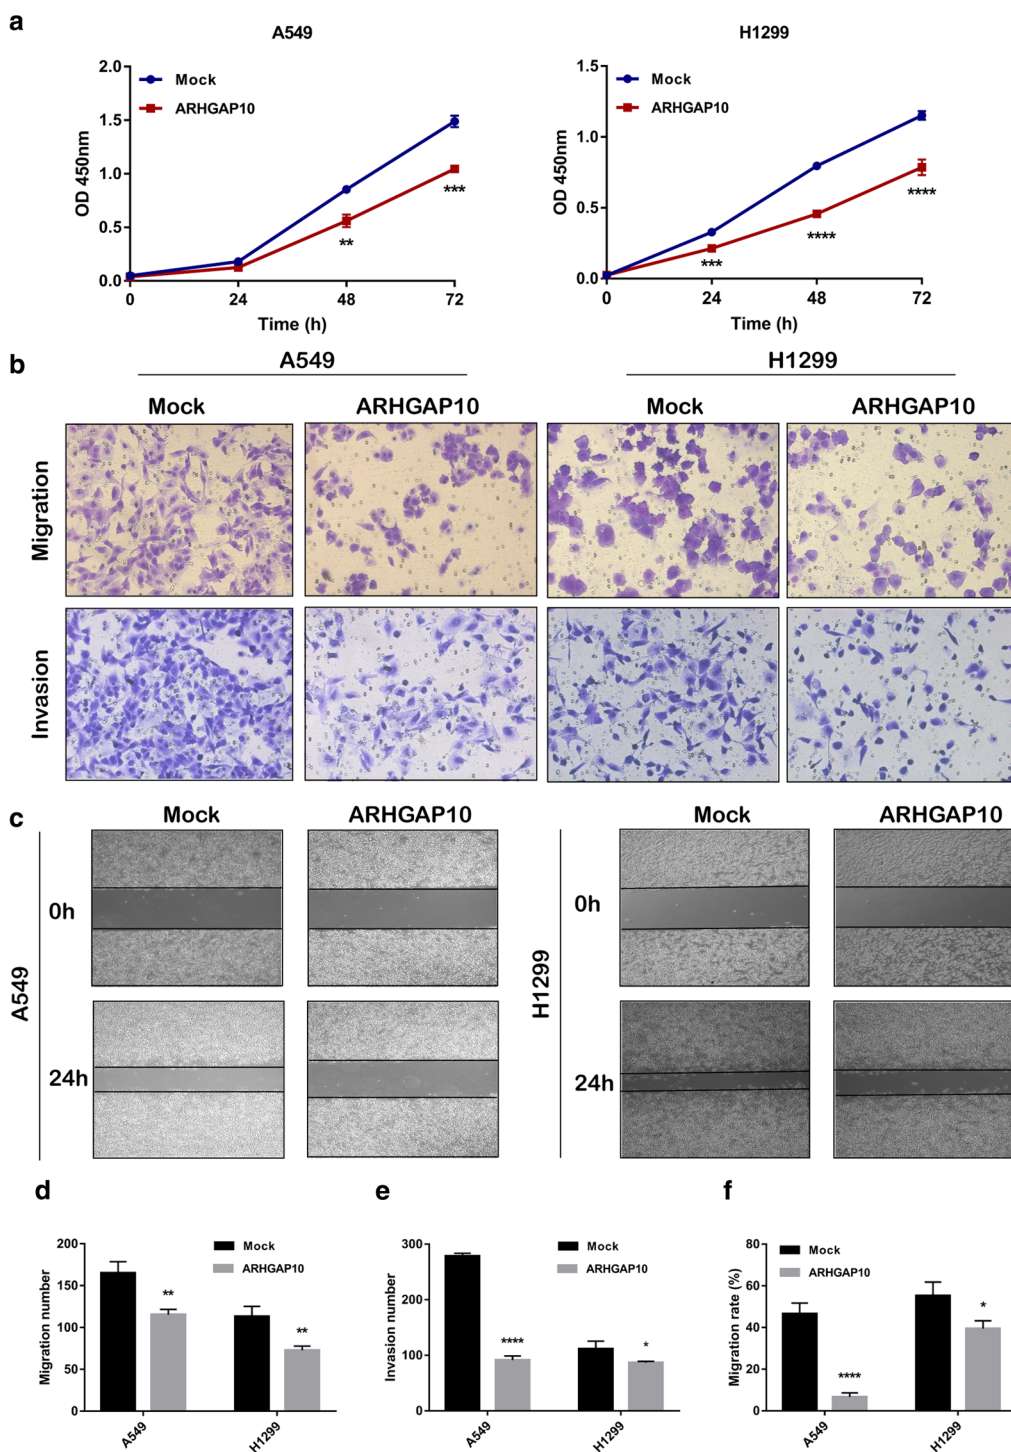 a
A549
H1299
2.0
1.5
1.0
0.5
0.0
OD 450nm
Mock
ARHGAP10
**
***
0
24
48
72
Time (h)
1.5
1.0
0.5
0.0
OD 450nm
Mock
ARHGAP10
***
****
****
0
24
48
72
Time (h)
b
A549
H1299
Mock
ARHGAP10
Mock
ARHGAP10
Migration
Invasion
c
Mock
ARHGAP10
Mock
ARHGAP10
A549
0h
24h
H1299
0h
24h
d
200
150
100
50
0
Migration number
Mock
ARHGAP10
**
**
A549
H1299
e
300
200
100
0
Invasion number
Mock
ARHGAP10
****
*
A549
H1299
f
80
60
40
20
0
Migration rate (%)
Mock
ARHGAP10
****
*
A549
H1299